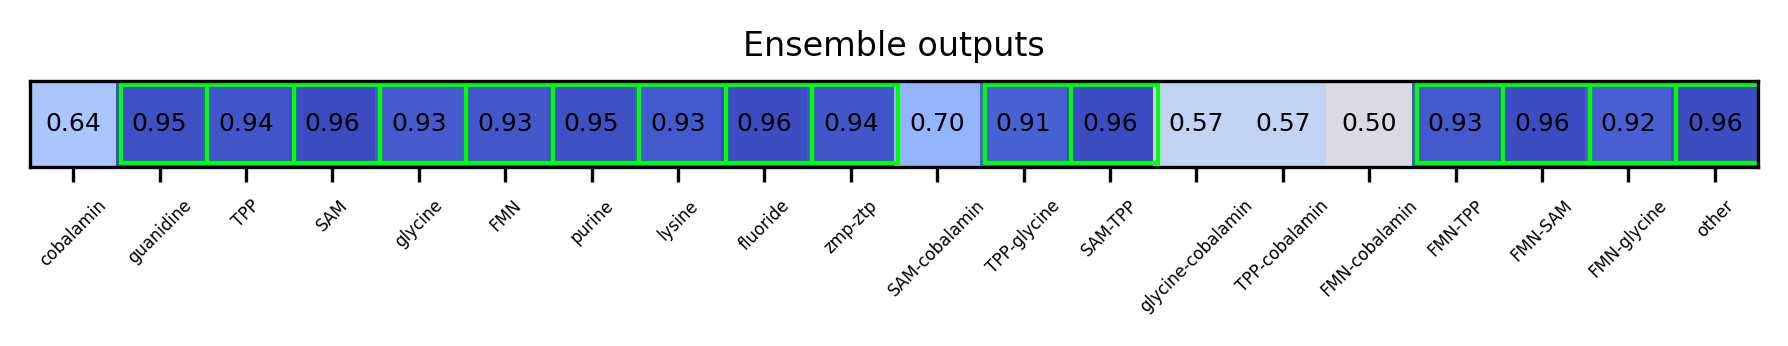 Ensemble outputs
0.64 0.95 0.94 0.96 0.93 0.93 0.95 0.93 0.96 0.94 0.70 0.91 0.96 0.57 0.57 0.50 0.93 0.96 0.92 0.96
cobalamin
guanidine
TPP
SAM
glycine
FMN
purine
lysine
fluoride
zmp-ztp
SAM-cobalamin
TPP-glycine
SAM-TPP
glycine-cobalamin
TPP-cobalamin
FMN-cobalamin
FMN-TPP
FMN-SAM
FMN-glycine
other